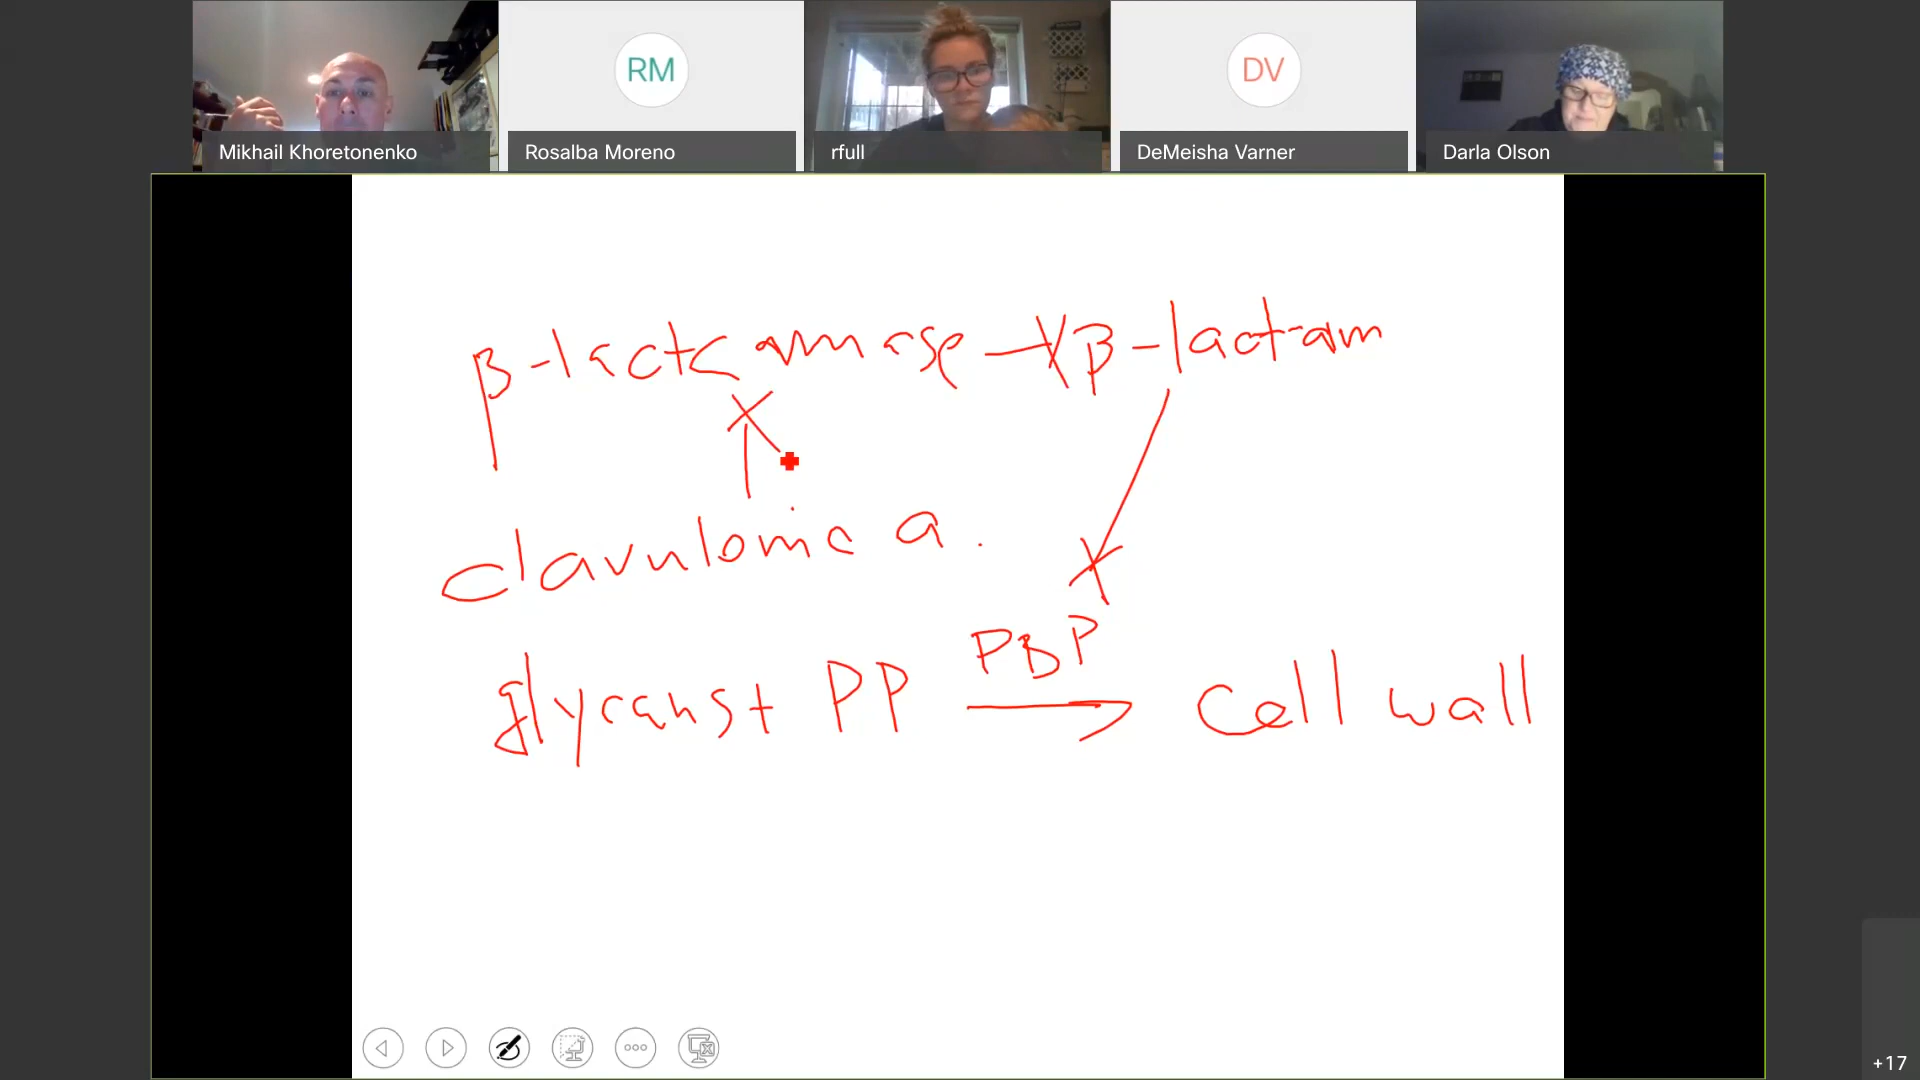 RM
DV
Mikhail Khoretonenko
Rosalba Moreno
rfull
DeMeisha Varner
Darla Olson
β-lactamase β-lactam
clavulonic a.
PBP
glycans+ PP → cell wall
+17